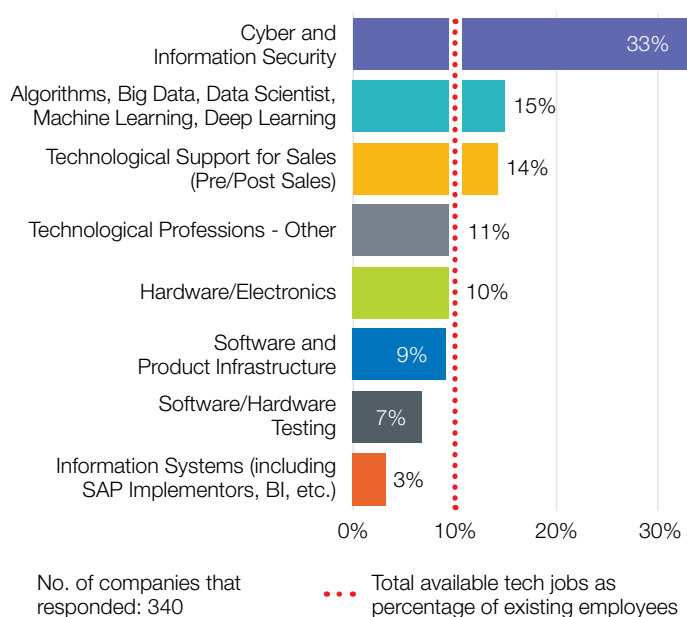 Cyber and
Information Security
33%
Algorithms, Big Data, Data Scientist,
Machine Learning, Deep Learning
15%
Technological Support for Sales
(Pre/Post Sales)
14%
Technological Professions - Other
11%
Hardware/Electronics
10%
Software and
Product Infrastructure
9%
Software/Hardware
Testing
7%
Information Systems (including
SAP Implementors, BI, etc.)
3%
0% 10% 20% 30%
No. of companies that
responded: 340
Total available tech jobs as
percentage of existing employees